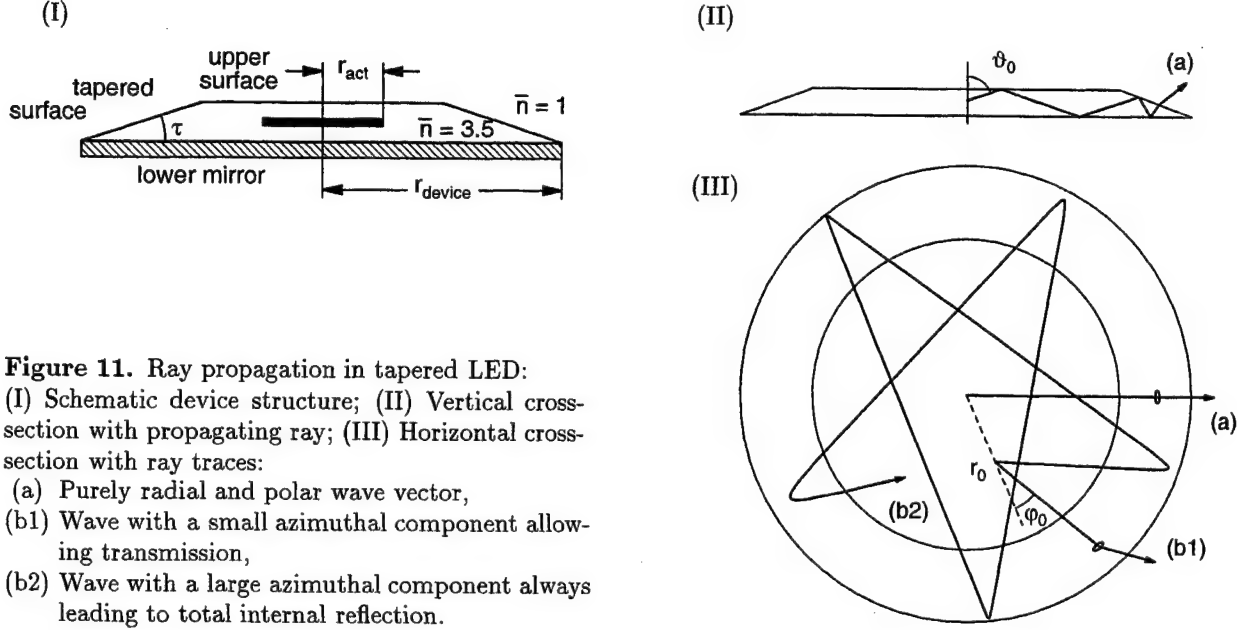 (I)
upper
surface
r_act
tapered
surface
τ
n̅ = 1
n̅ = 3.5
lower mirror
r_device
(II)
ϑ₀
(a)
(III)
(a)
r₀
φ₀
(b2)
(b1)
Figure 11. Ray propagation in tapered LED:
(I) Schematic device structure; (II) Vertical cross-
section with propagating ray; (III) Horizontal cross-
section with ray traces:
(a) Purely radial and polar wave vector,
(b1) Wave with a small azimuthal component allow-
ing transmission,
(b2) Wave with a large azimuthal component always
leading to total internal reflection.